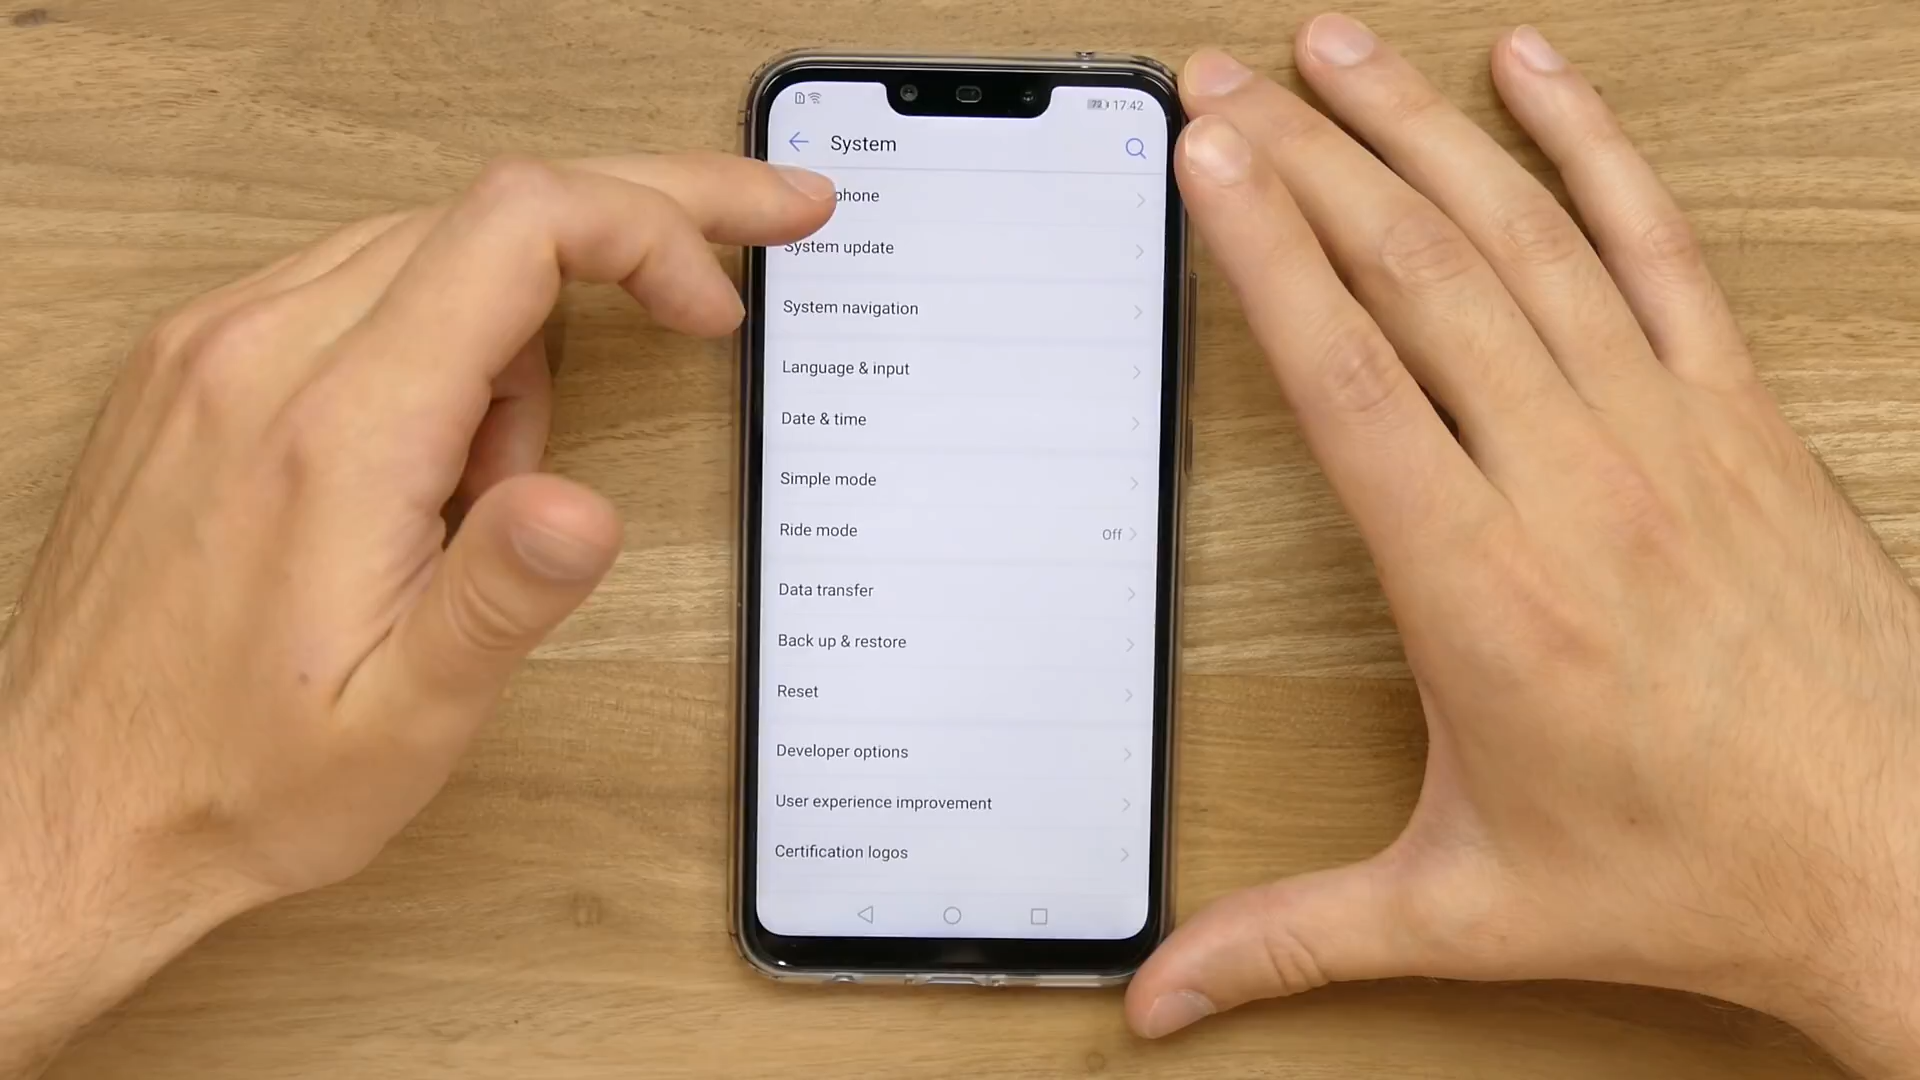 72 17.42
System
phone
System update
System navigation
Language & input
Date & time
Simple mode
Ride mode Off
Data transfer
Back up & restore
Reset
Developer options
User experience improvement
Certification logos